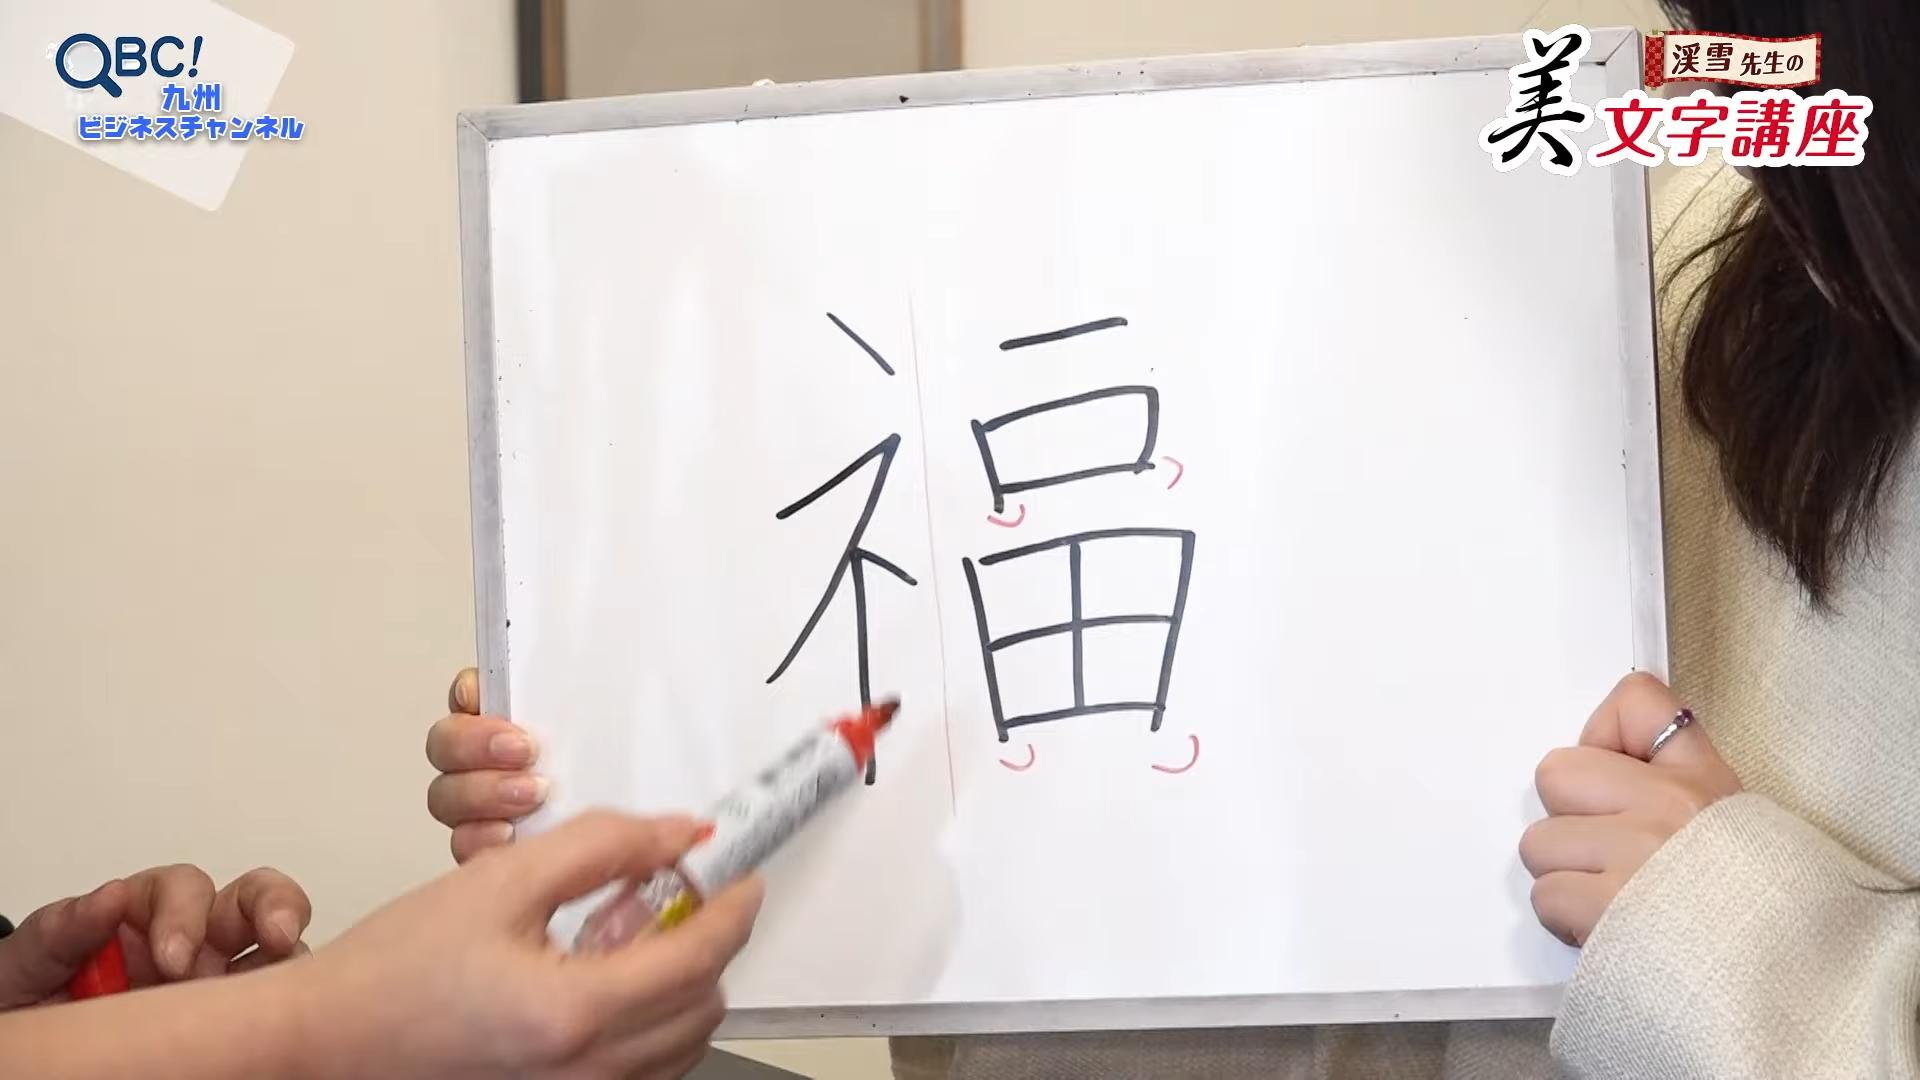 QBC!
九州
ビジネスチャンネル
渓雪先生の
美文字講座
福